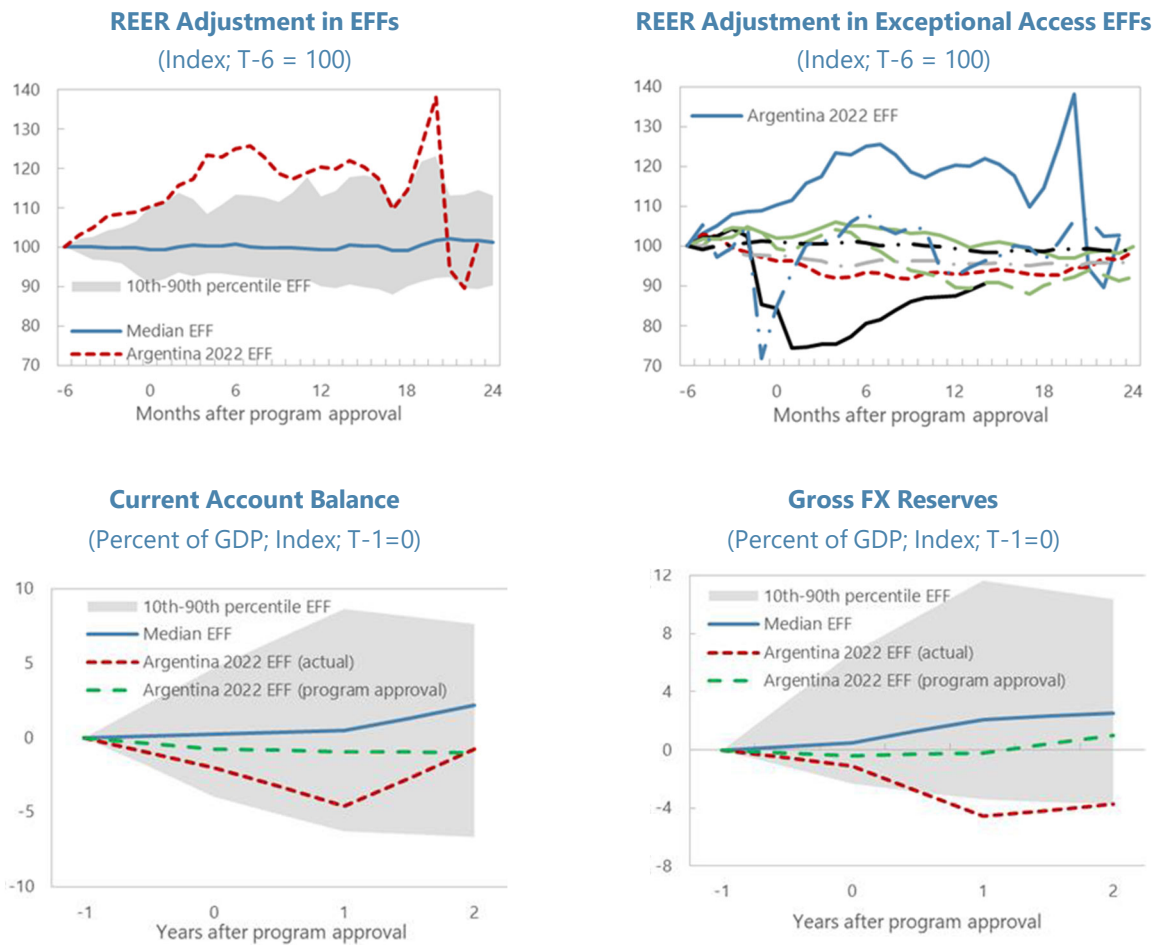 REER Adjustment in EFFs
(Index; T-6 = 100)
140
130
120
110
100
90
80
70
10th-90th percentile EFF
Median EFF
Argentina 2022 EFF
-6 0 6 12 18 24
Months after program approval
REER Adjustment in Exceptional Access EFFs
(Index; T-6 = 100)
140
130
120
110
100
90
80
70
Argentina 2022 EFF
-6 0 6 12 18 24
Months after program approval
Current Account Balance
(Percent of GDP; Index; T-1=0)
10
5
0
-5
-10
10th-90th percentile EFF
Median EFF
Argentina 2022 EFF (actual)
Argentina 2022 EFF (program approval)
-1 0 1 2
Years after program approval
Gross FX Reserves
(Percent of GDP; Index; T-1=0)
12
8
4
0
-4
-8
10th-90th percentile EFF
Median EFF
Argentina 2022 EFF (actual)
Argentina 2022 EFF (program approval)
-1 0 1 2
Years after program approval